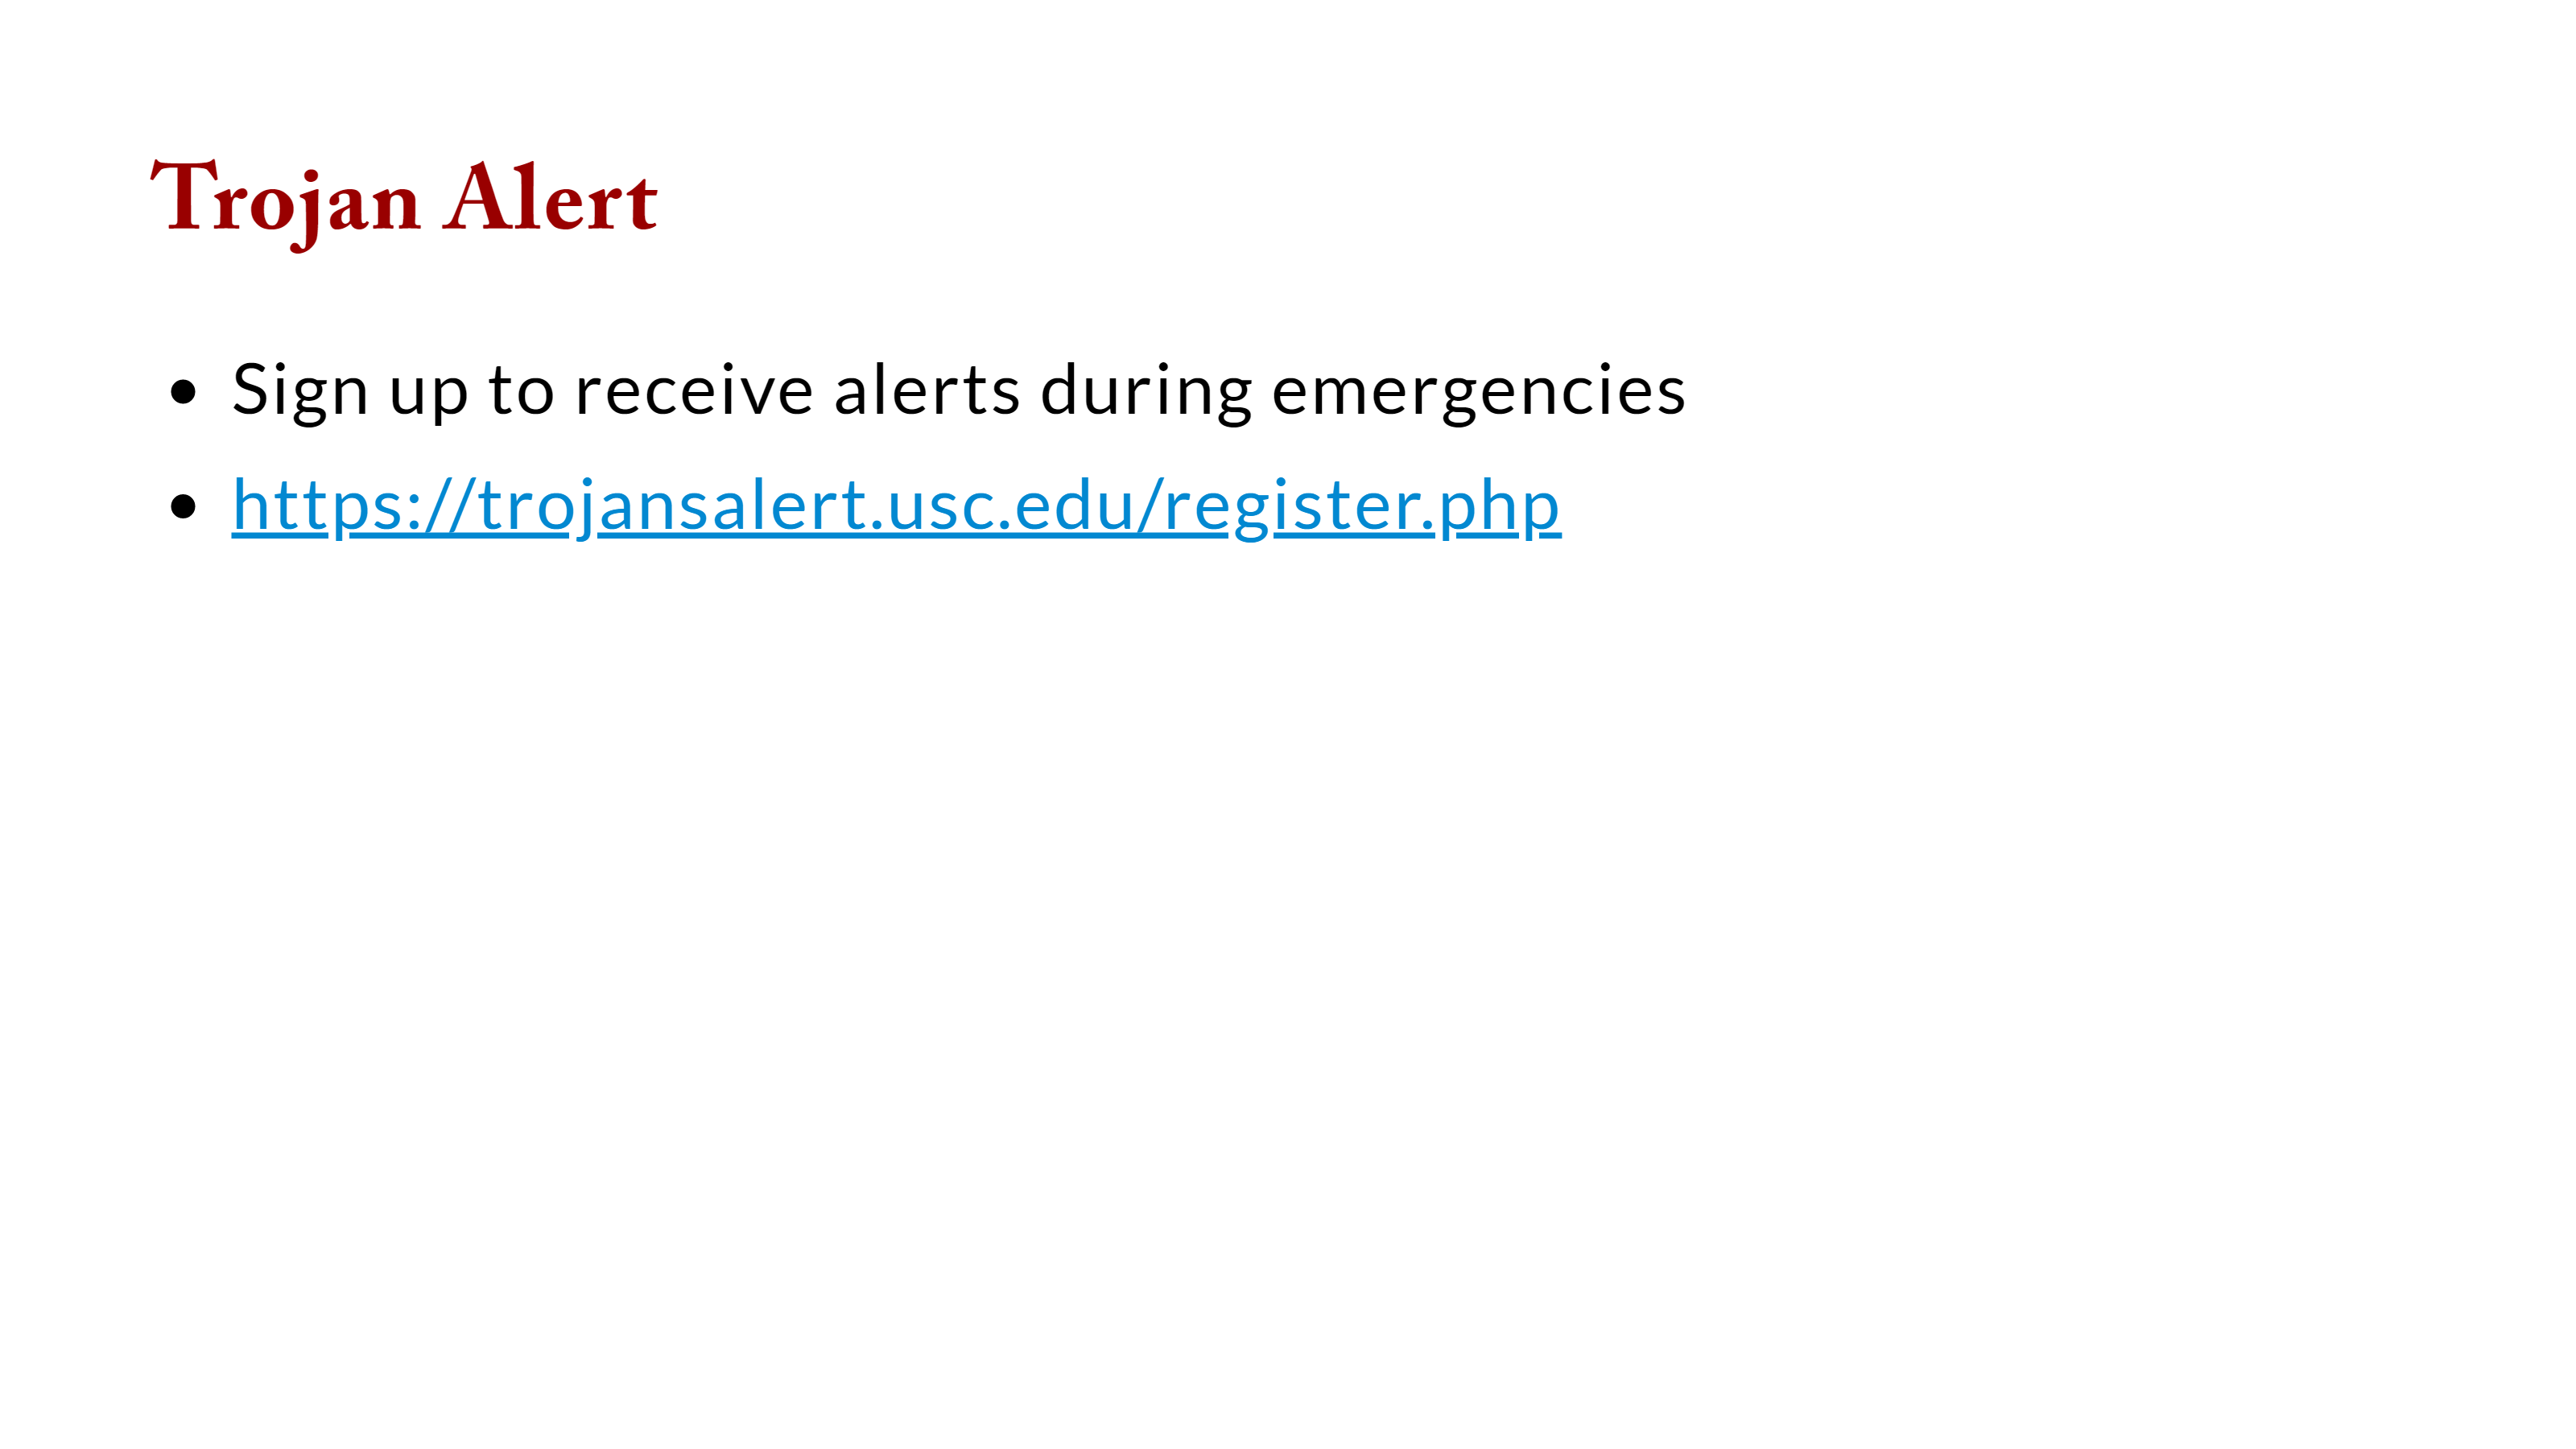 Trojan Alert
• Sign up to receive alerts during emergencies
• https://trojansalert.usc.edu/register.php